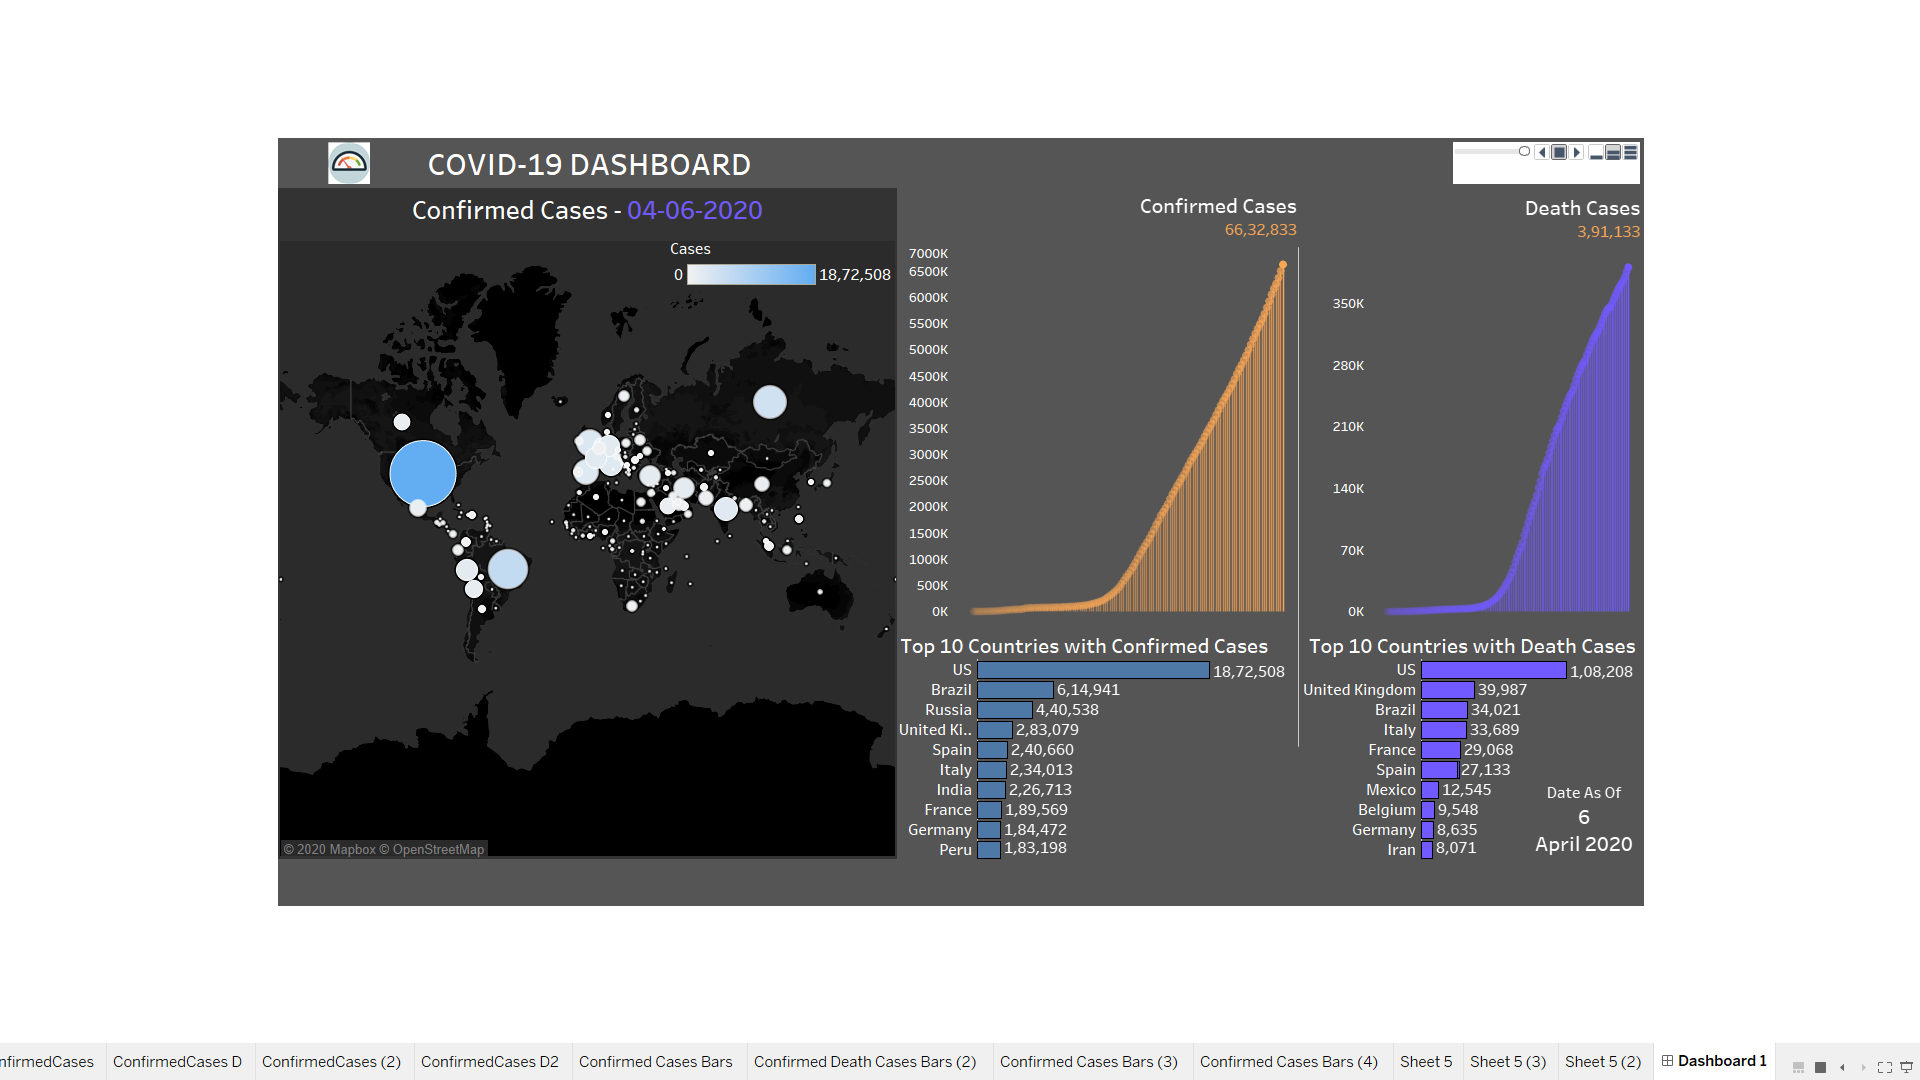 COVID-19 DASHBOARD
Confirmed Cases - 04-06-2020
Cases
0 18,72,508
© 2020 Mapbox © OpenStreetMap
Confirmed Cases
66,32,833
7000K
6500K
6000K
5500K
5000K
4500K
4000K
3500K
3000K
2500K
2000K
1500K
1000K
500K
0K
Death Cases
3,91,133
350K
280K
210K
140K
70K
0K
Top 10 Countries with Confirmed Cases
US 18,72,508
Brazil 6,14,941
Russia 4,40,538
United Ki.. 2,83,079
Spain 2,40,660
Italy 2,34,013
India 2,26,713
France 1,89,569
Germany 1,84,472
Peru 1,83,198
Top 10 Countries with Death Cases
US 1,08,208
United Kingdom 39,987
Brazil 34,021
Italy 33,689
France 29,068
Spain 27,133
Mexico 12,545
Belgium 9,548
Germany 8,635
Iran 8,071
Date As Of
6
April 2020
nfirmedCases ConfirmedCases D ConfirmedCases (2) ConfirmedCases D2 Confirmed Cases Bars Confirmed Death Cases Bars (2) Confirmed Cases Bars (3) Confirmed Cases Bars (4) Sheet 5 Sheet 5 (3) Sheet 5 (2) Dashboard 1